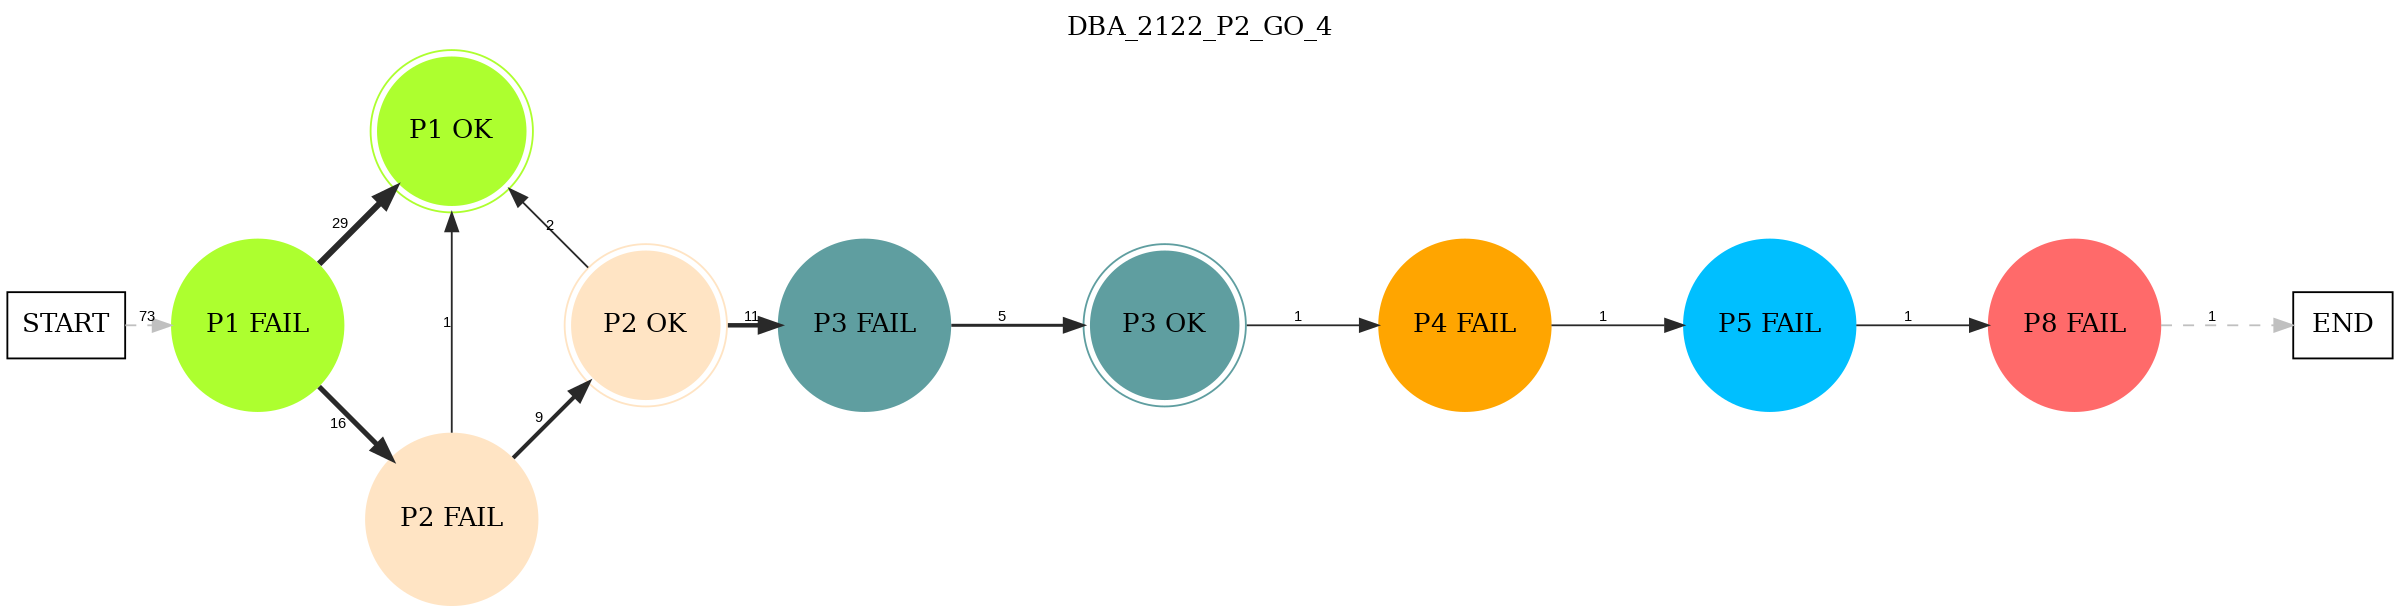 DBA_2122_P2_GO_4
P1 OK
29
2
START
73
P1 FAIL
1
P2 OK
11
P3 FAIL
5
P3 OK
1
P4 FAIL
1
P5 FAIL
1
P8 FAIL
1
END
16
9
P2 FAIL